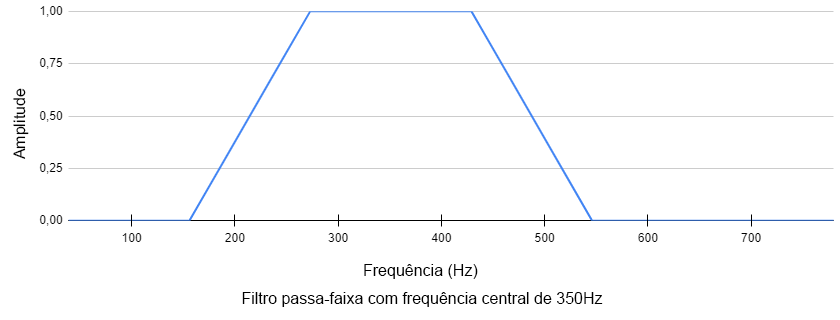 1,00
0,75
0,50
0,25
0,00
Amplitude
100 200 300 400 500 600 700
Frequência (Hz)
Filtro passa-faixa com frequência central de 350Hz